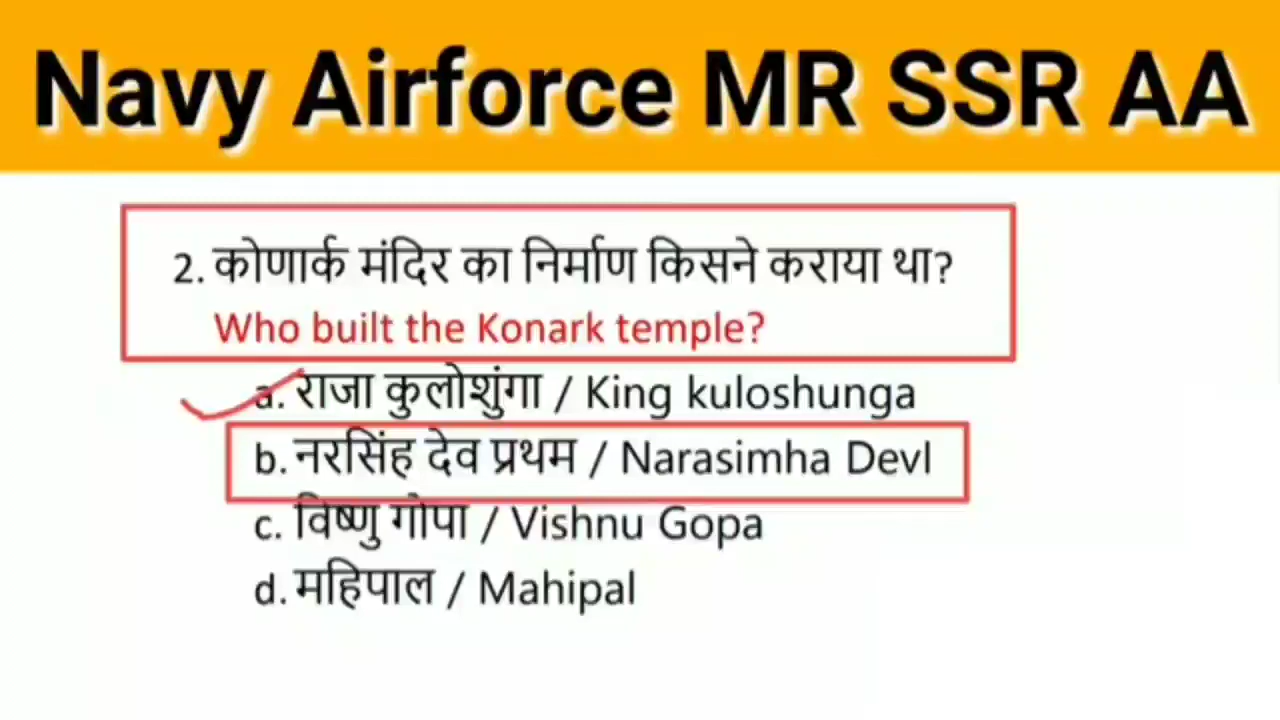 Navy Airforce MR SSR AA
2. कोणार्क मंदिर का निर्माण किसने कराया था?
Who built the Konark temple?
a. राजा कुलोशुंगा / King kuloshunga
b. नरसिंह देव प्रथम / Narasimha DevI
c. विष्णु गोपा / Vishnu Gopa
d. महिपाल / Mahipal